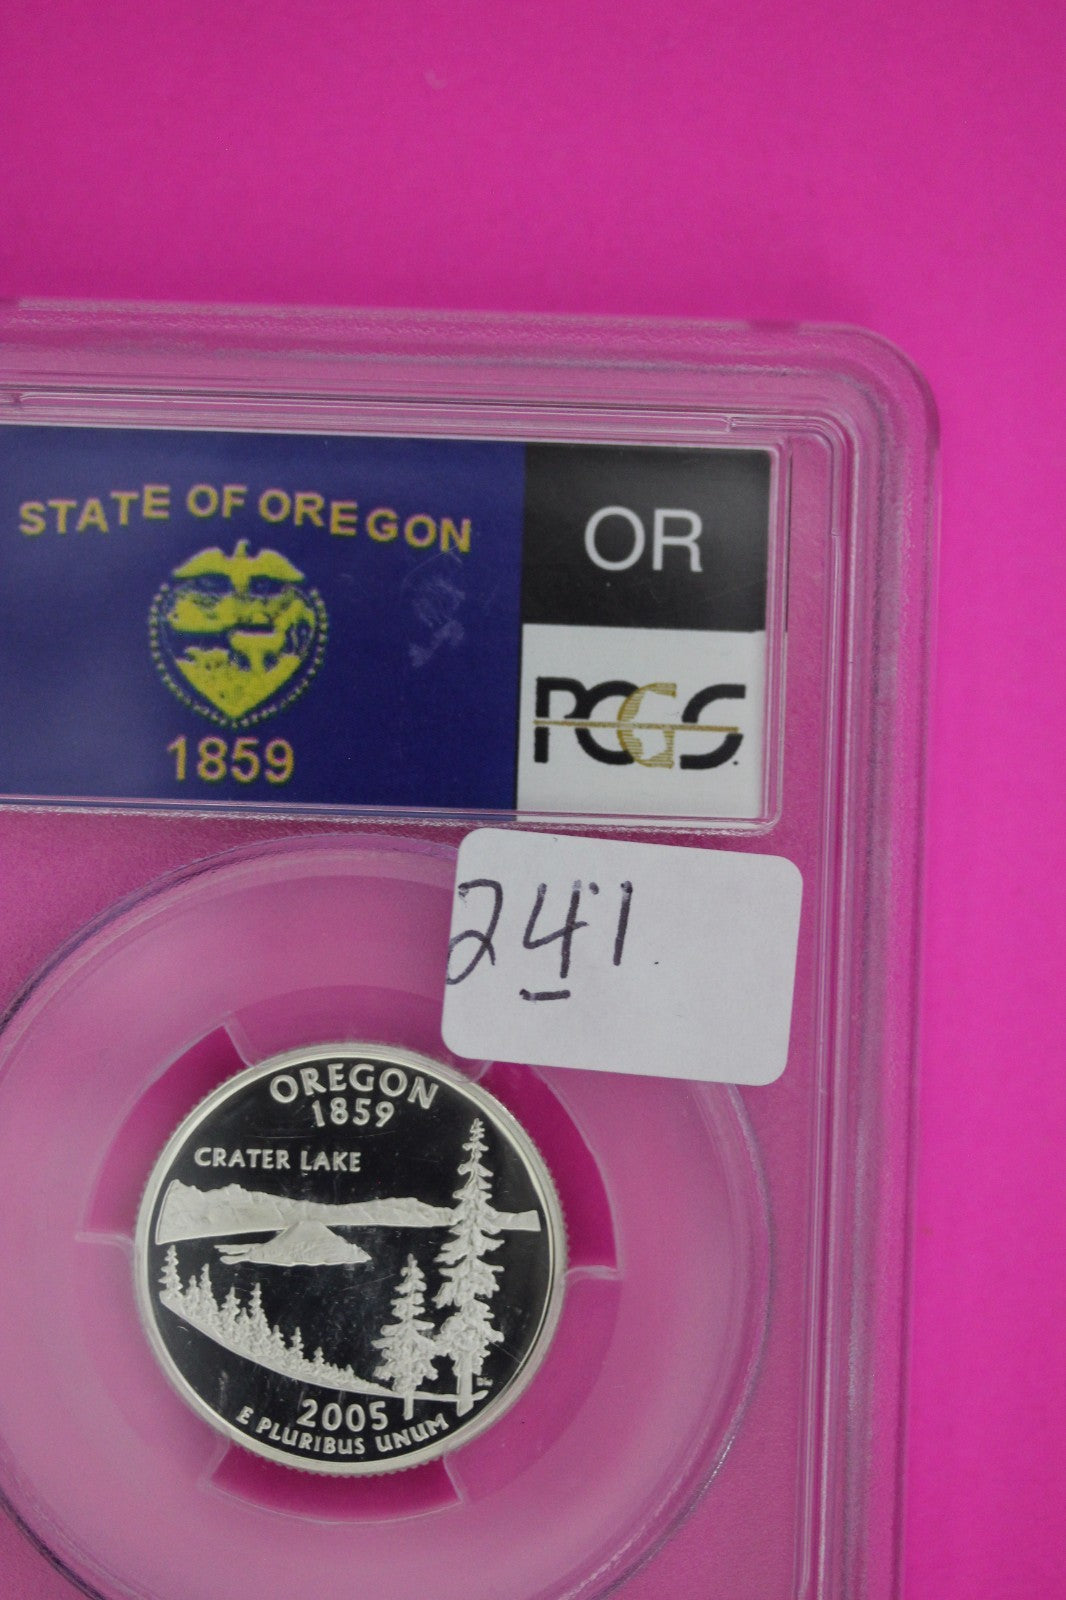 STATE OF OREGON
1859
OR
PCGS.
241
OREGON
1859
CRATER LAKE
2005
E PLURIBUS UNUM